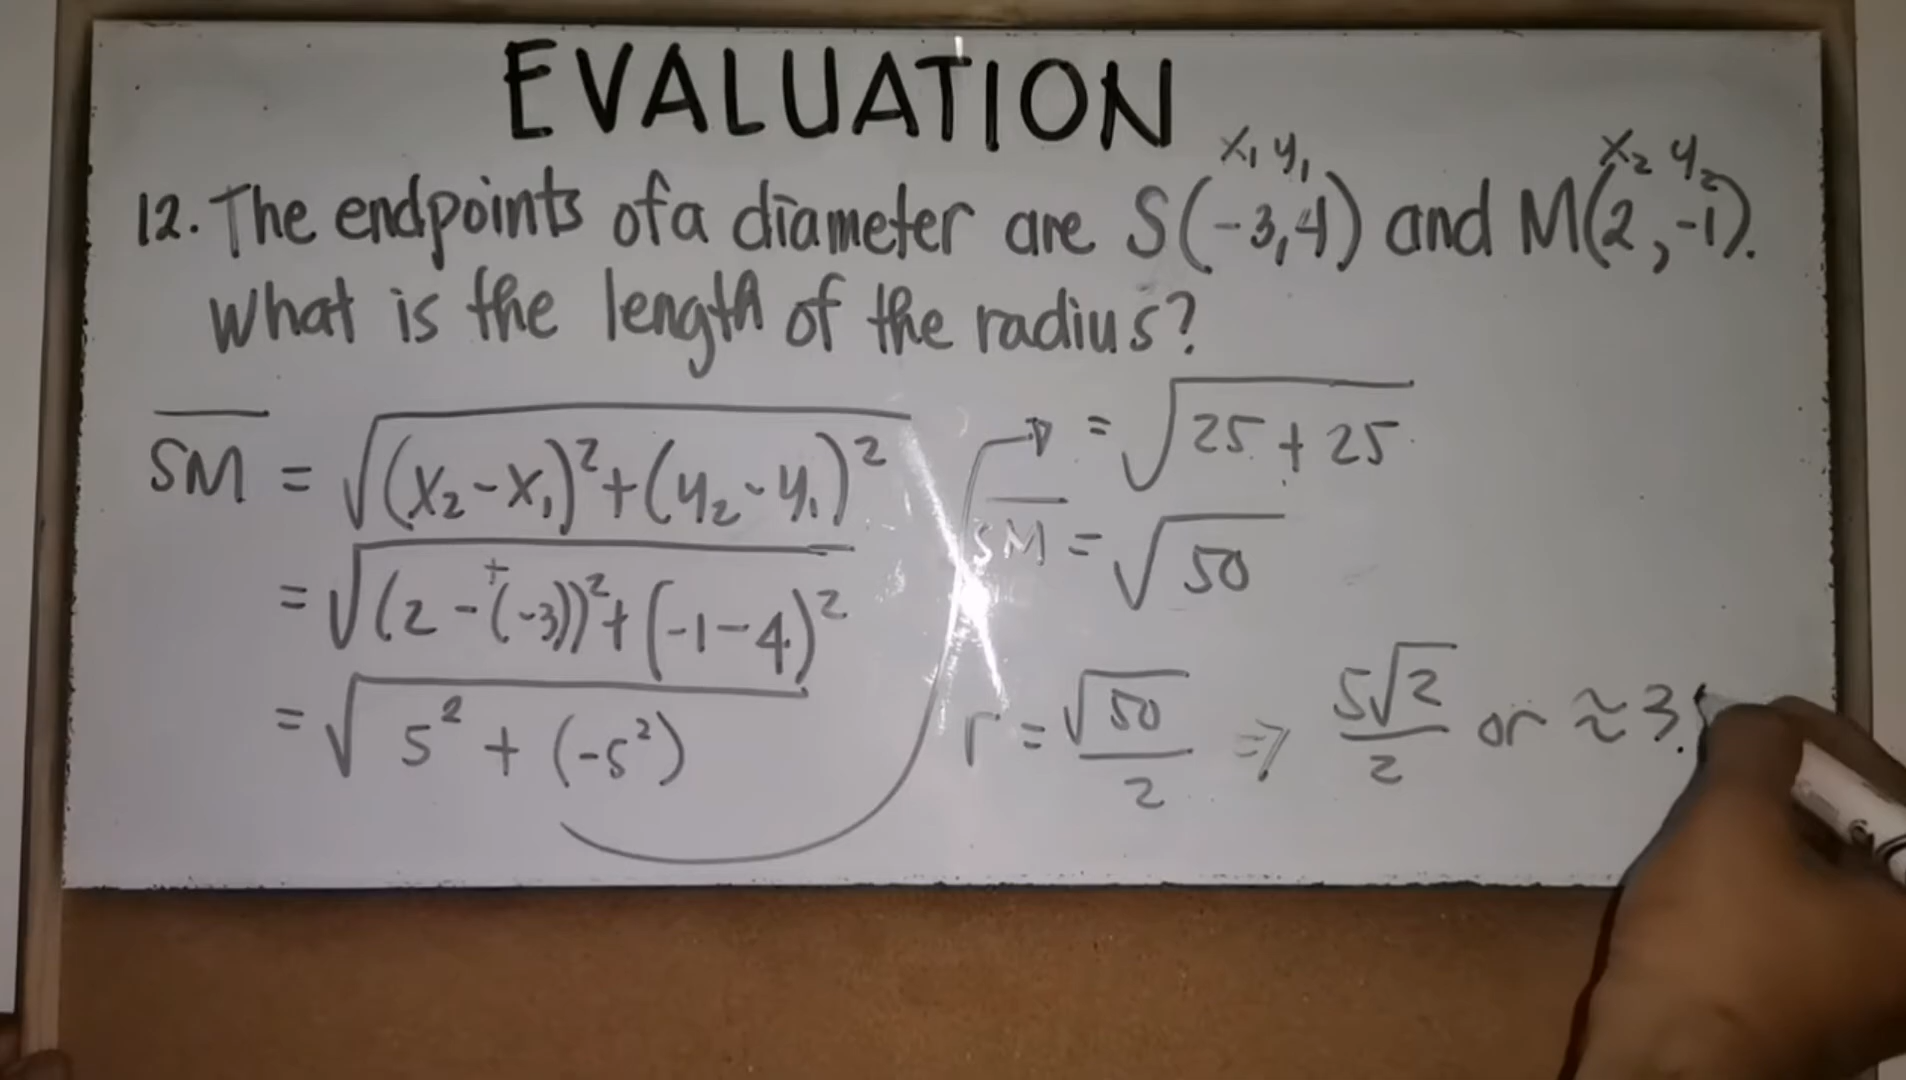 EVALUATION
x₁ y₁ x₂ y₂
12. The endpoints of a diameter are S(-3,4) and M(2,-1).
What is the length of the radius?
SM = √(x₂-x₁)²+(y₂-y₁)²
= √(2-(-3))²+(-1-4)²
+
= √5²+(-5²)
= √25+25
SM = √50
r = √50/2 ⇒ 5√2/2 or ≈3.